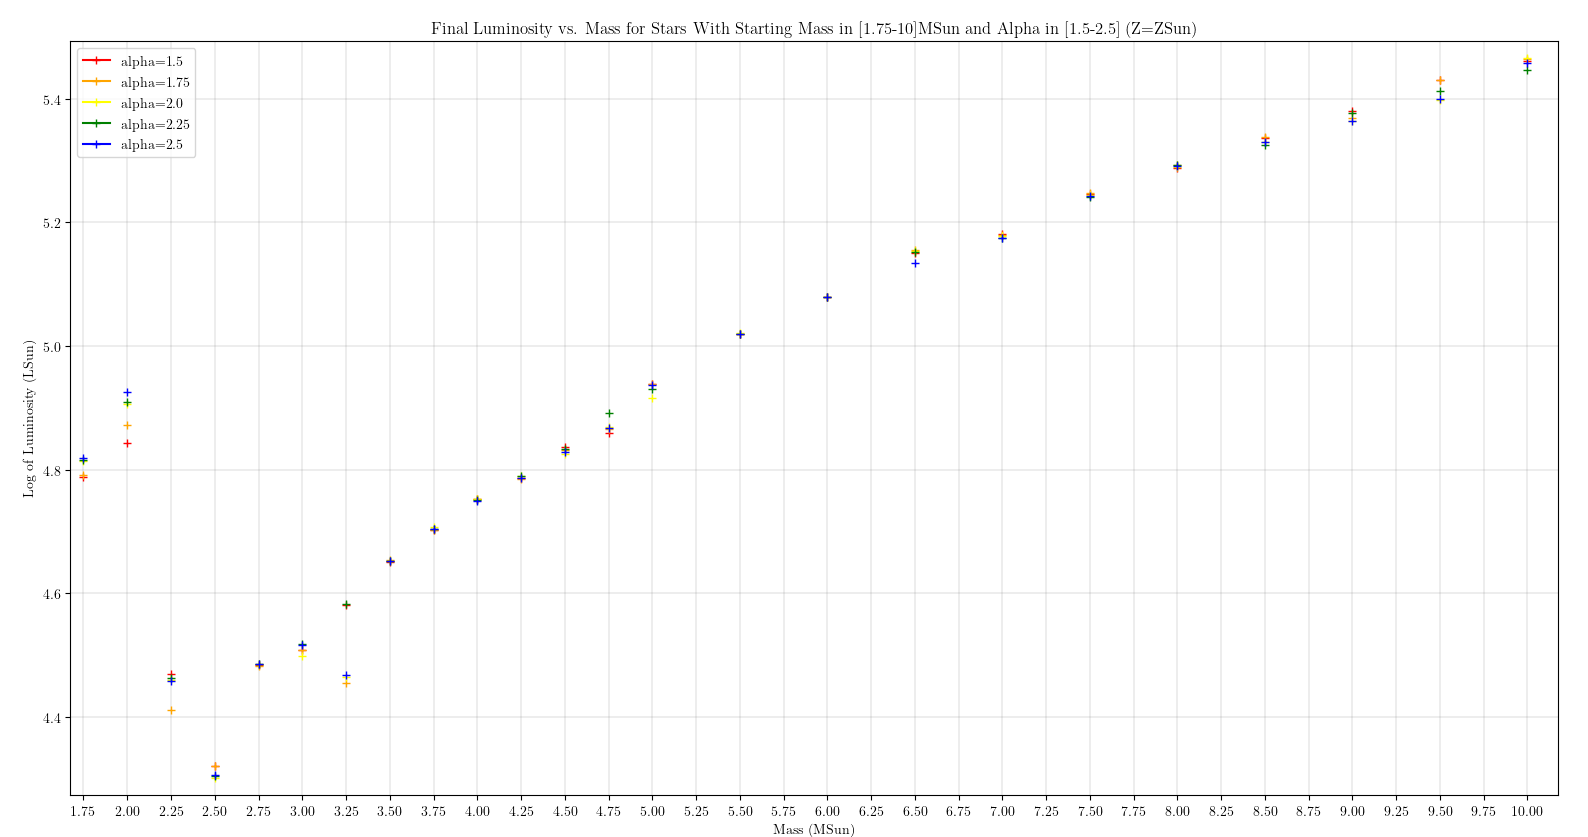 Final Luminosity vs. Mass for Stars With Starting Mass in [1.75-10]MSun and Alpha in [1.5-2.5] (Z=ZSun)
alpha=1.5
alpha=1.75
alpha=2.0
alpha=2.25
alpha=2.5
Log of Luminosity (LSun)
5.4
5.2
5.0
4.8
4.6
4.4
1.75 2.00 2.25 2.50 2.75 3.00 3.25 3.50 3.75 4.00 4.25 4.50 4.75 5.00 5.25 5.50 5.75 6.00 6.25 6.50 6.75 7.00 7.25 7.50 7.75 8.00 8.25 8.50 8.75 9.00 9.25 9.50 9.75 10.00
Mass (MSun)